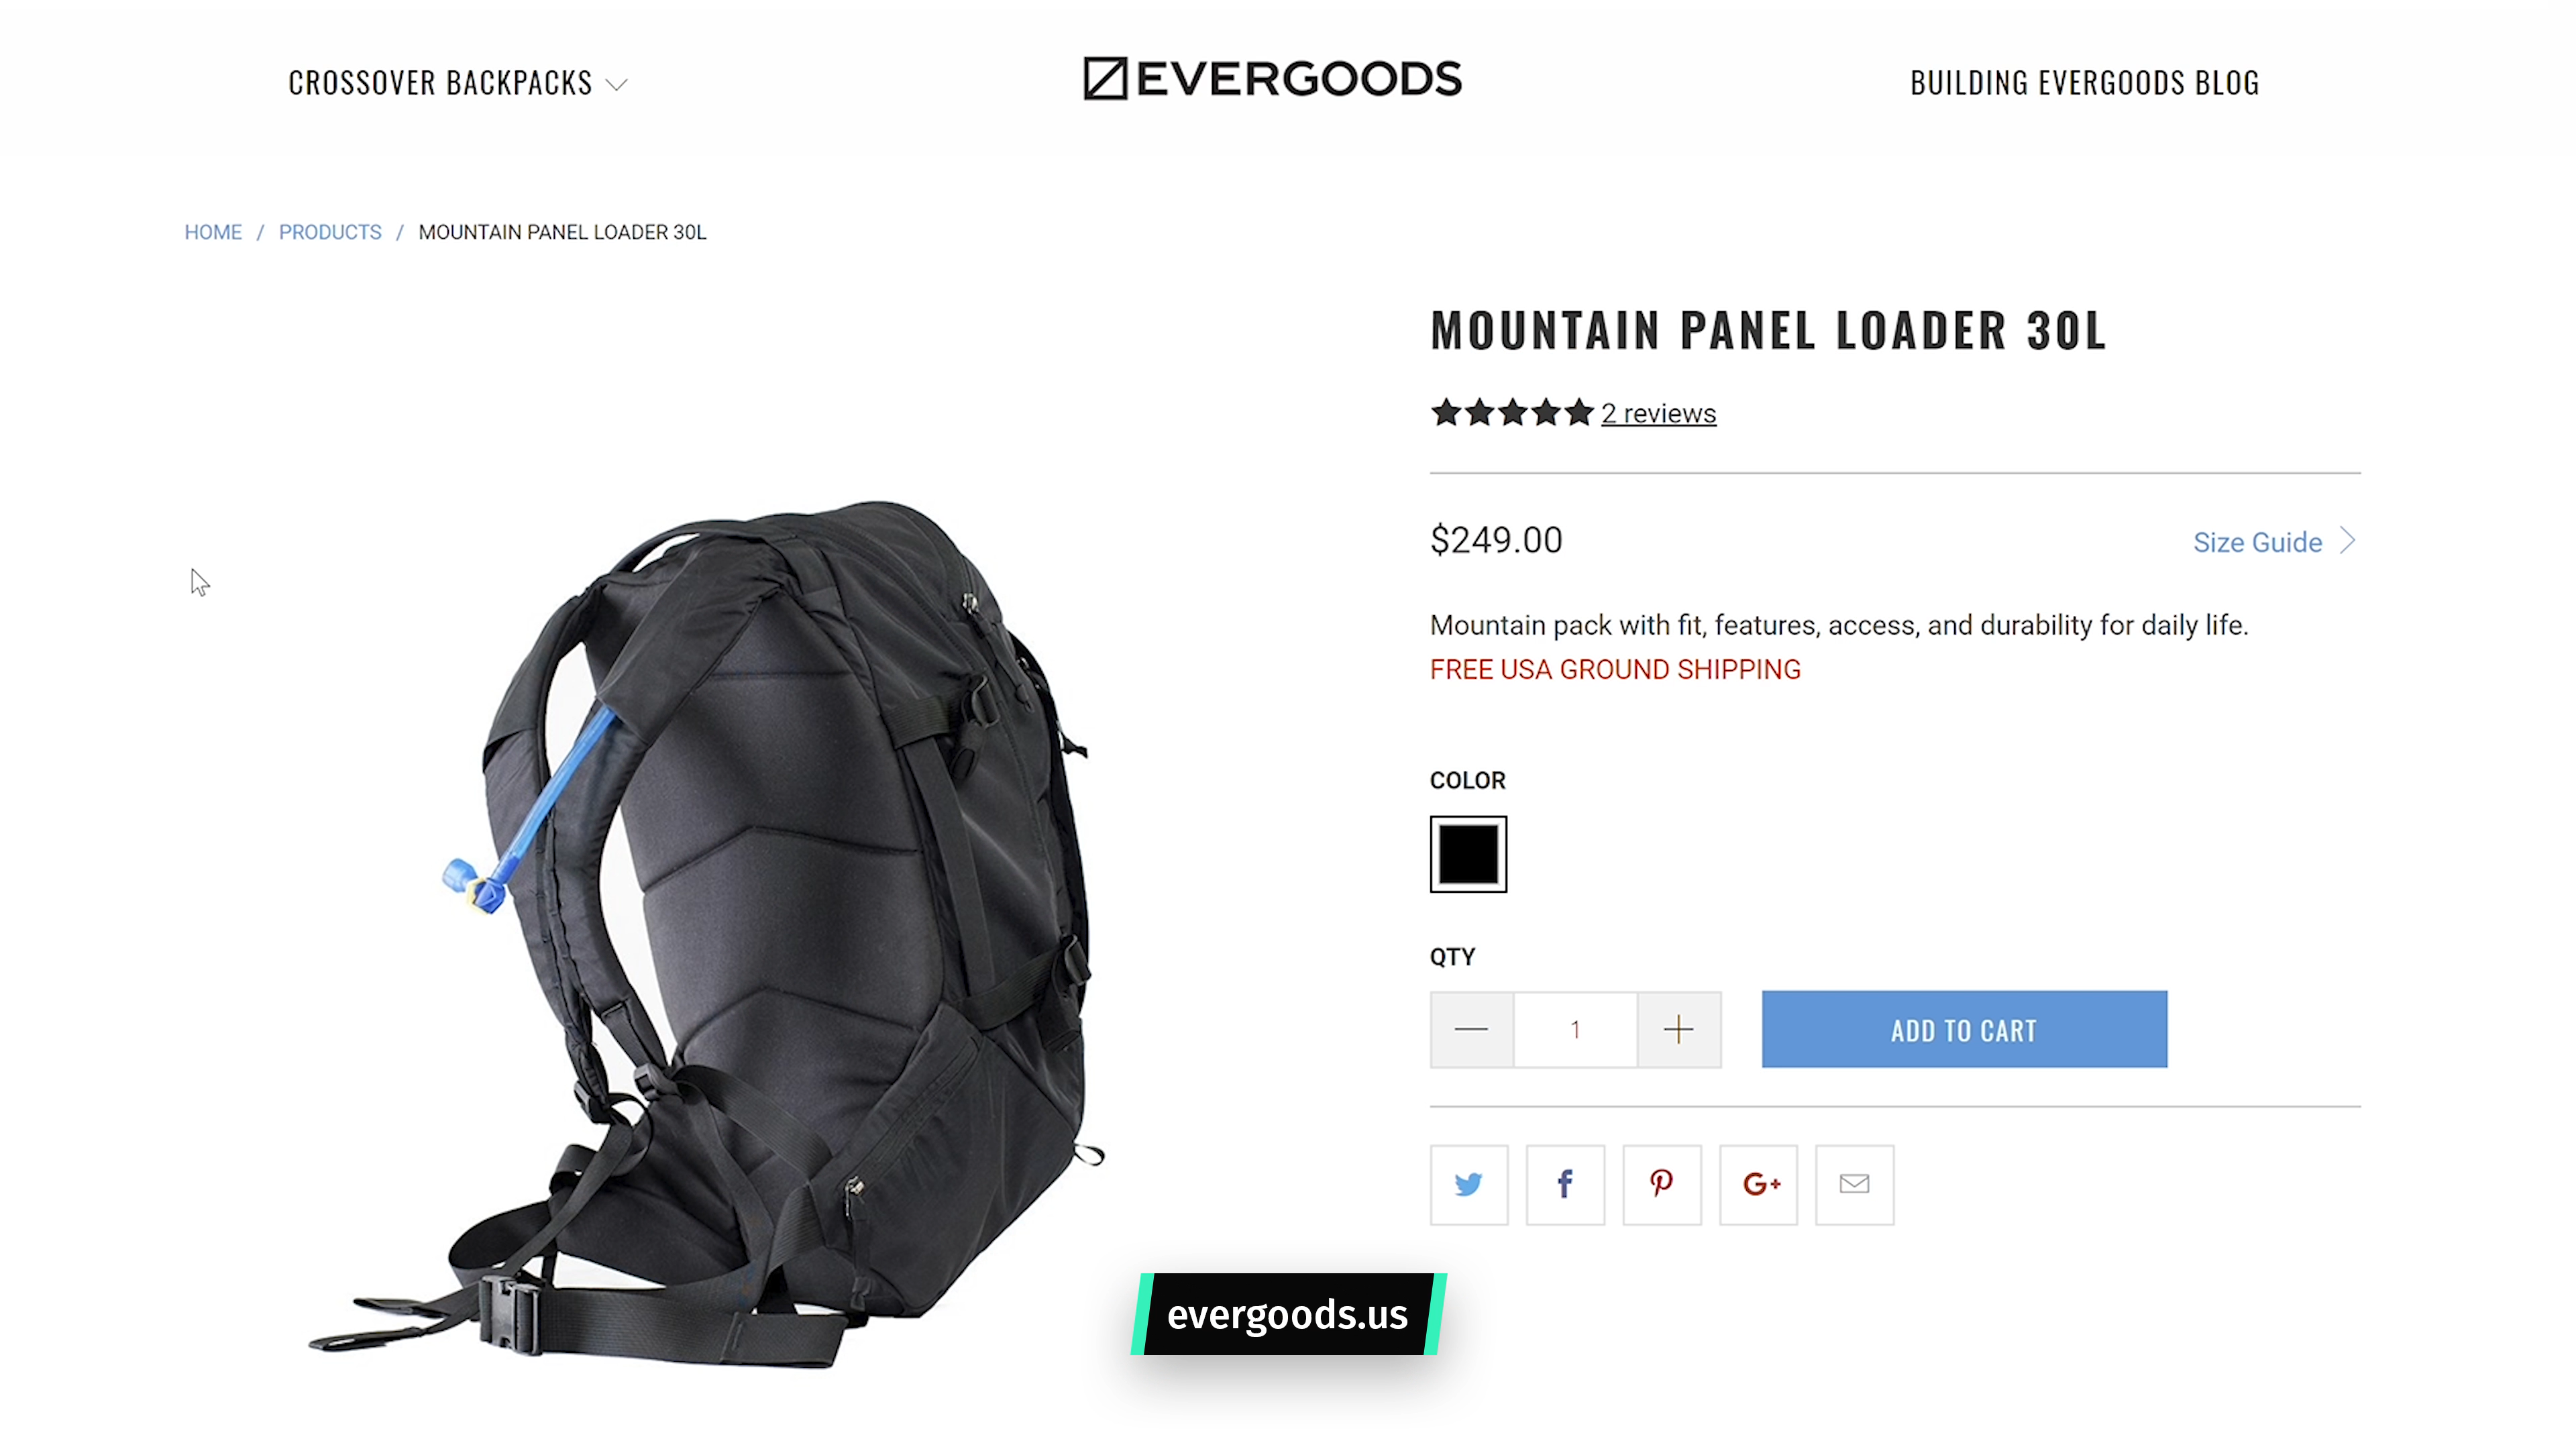 CROSSOVER BACKPACKS
EVERGOODS
BUILDING EVERGOODS BLOG
HOME / PRODUCTS / MOUNTAIN PANEL LOADER 30L
MOUNTAIN PANEL LOADER 30L
2 reviews
$249.00
Size Guide
Mountain pack with fit, features, access, and durability for daily life.
FREE USA GROUND SHIPPING
COLOR
QTY
1
ADD TO CART
G+
evergoods.us